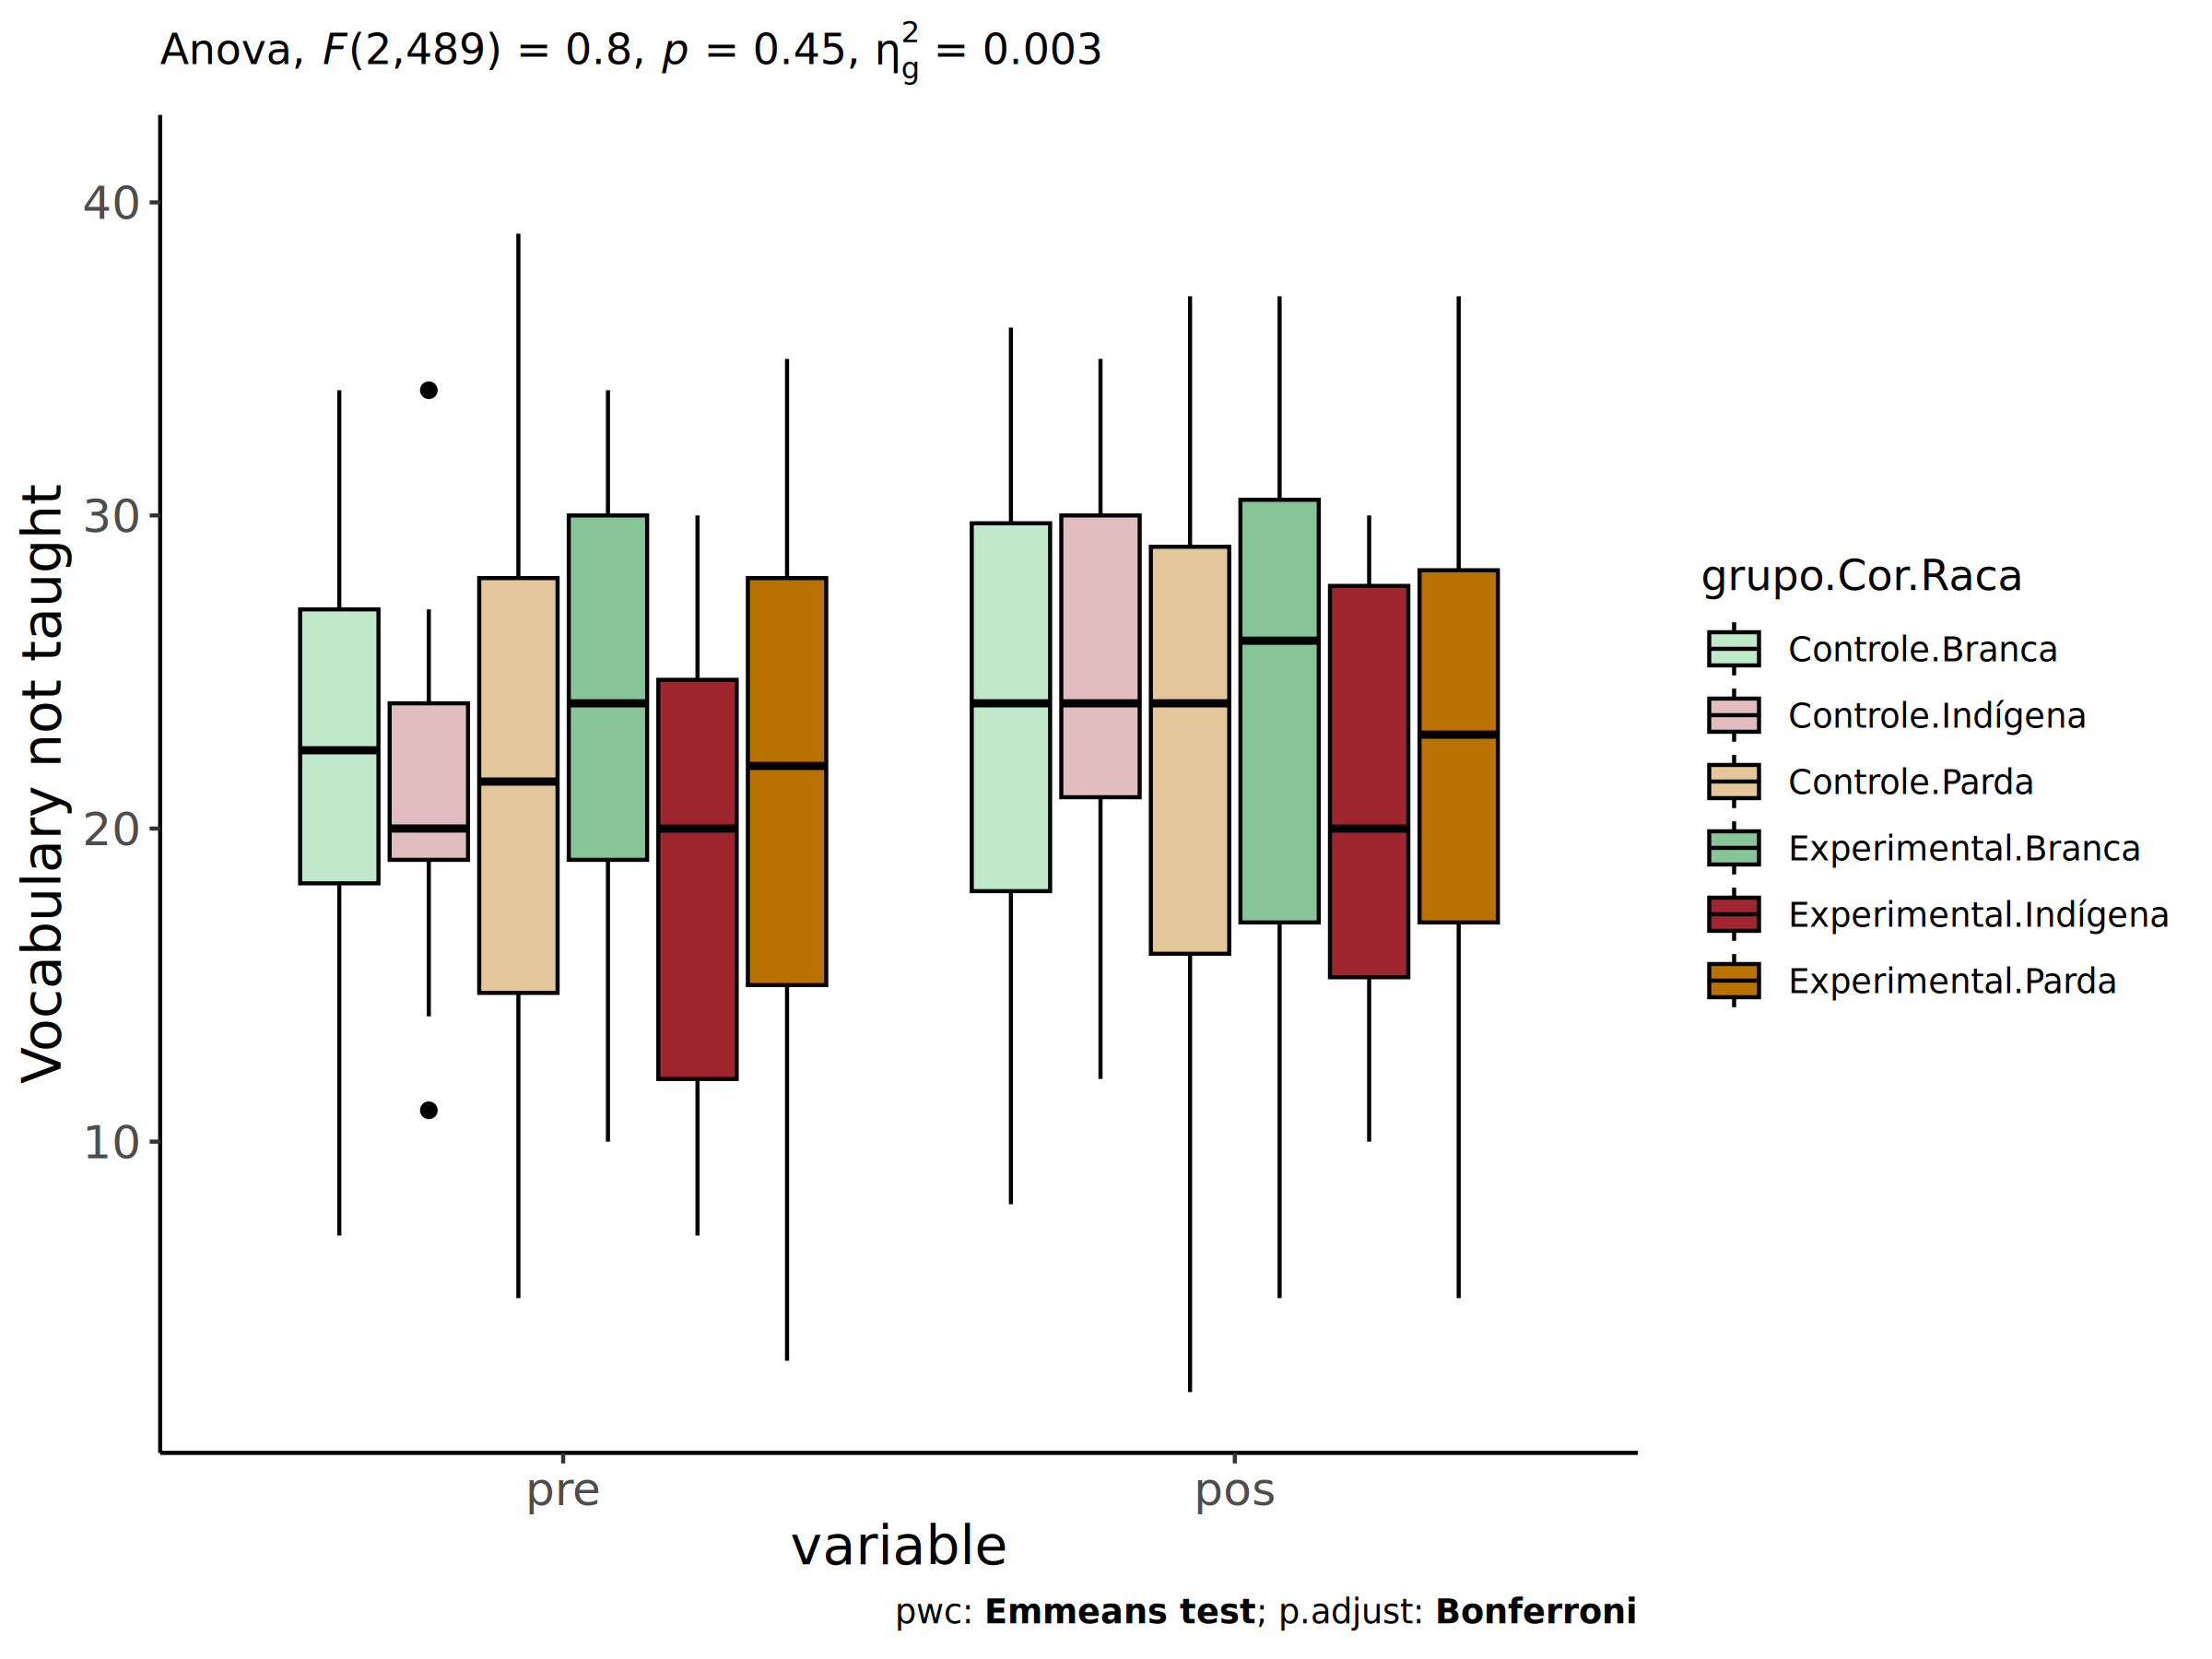 Anova, F(2,489) = 0.8, p = 0.45, η²g = 0.003
Vocabulary not taught
40
30
20
10
pre
pos
variable
grupo.Cor.Raca
Controle.Branca
Controle.Indígena
Controle.Parda
Experimental.Branca
Experimental.Indígena
Experimental.Parda
pwc: Emmeans test; p.adjust: Bonferroni